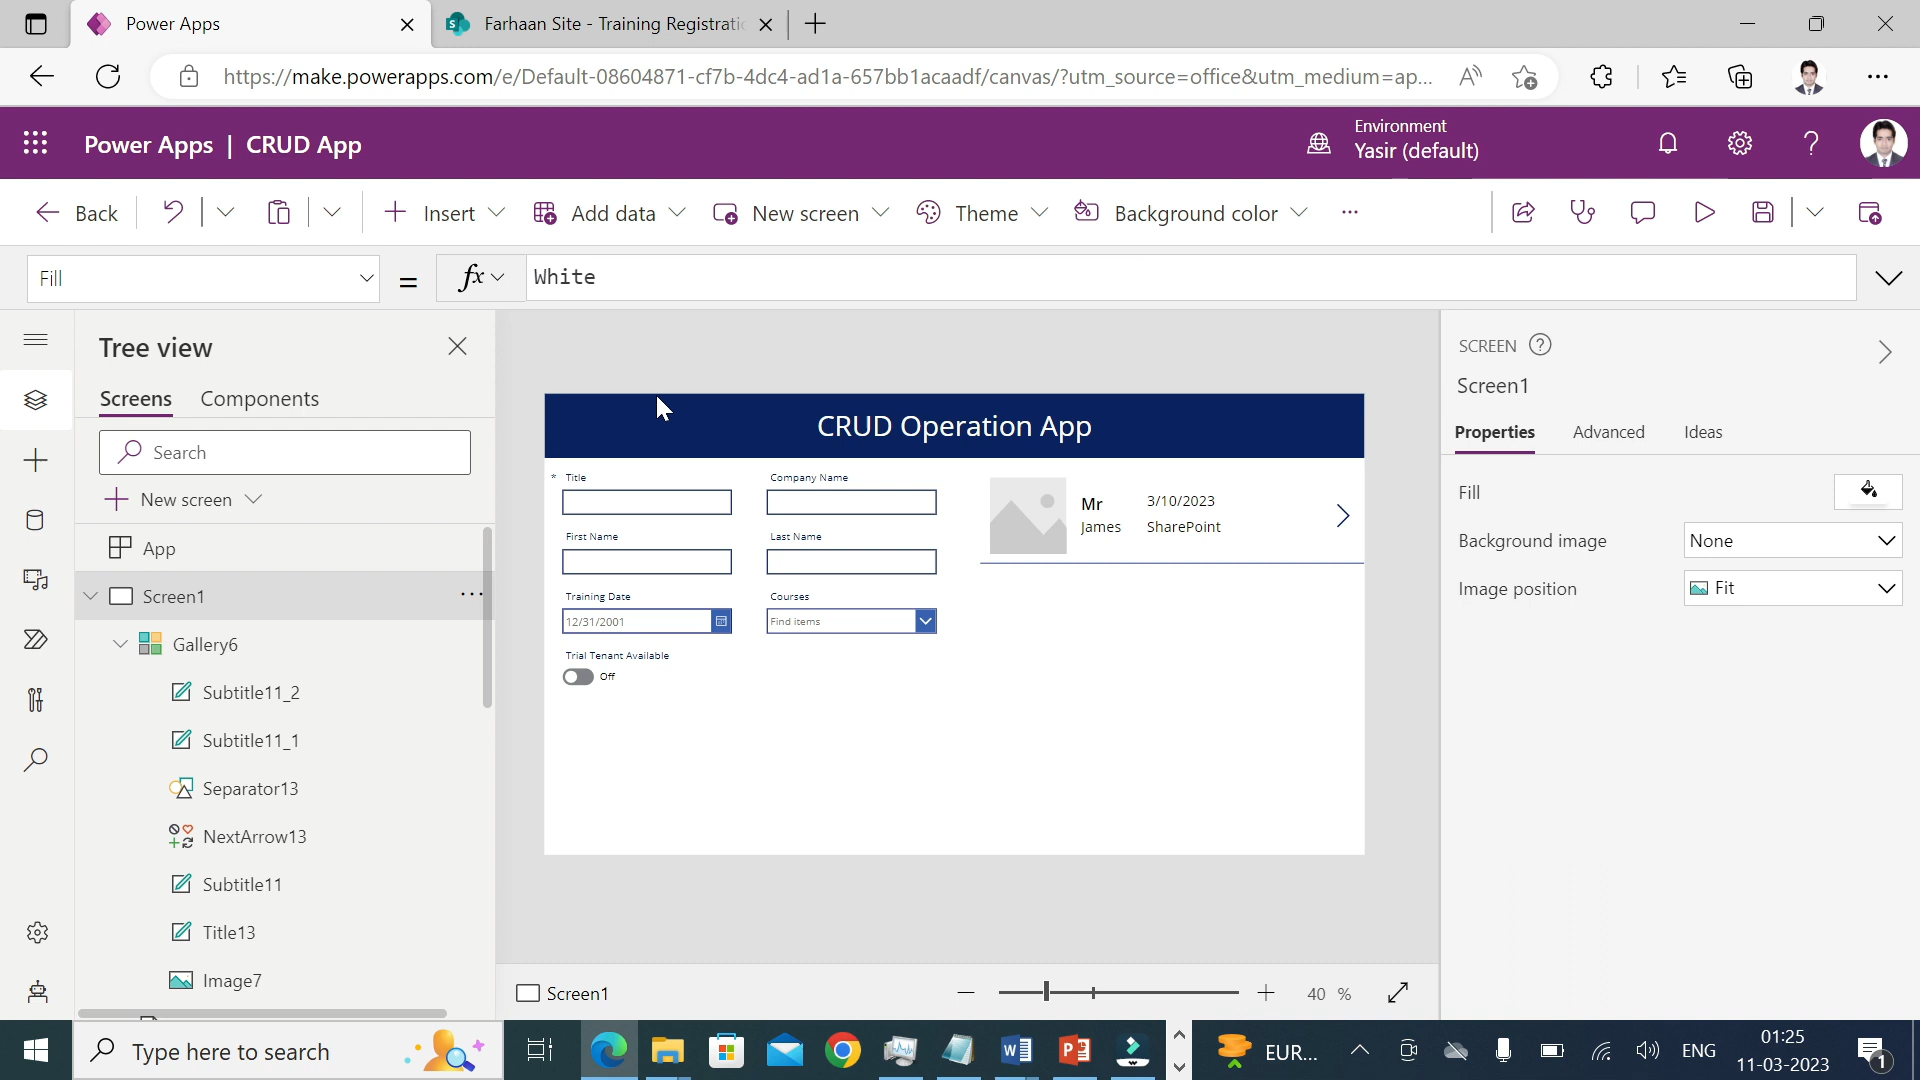 Power Apps
Farhaan Site - Training Registratic
https://make.powerapps.com/e/Default-08604871-cf7b-4dc4-ad1a-657bb1acaadf/canvas/?utm_source=office&utm_medium=ap...
Power Apps | CRUD App
Environment
Yasir (default)
Back
Insert
Add data
New screen
Theme
Background color
Fill
=
fx
White
Tree view
Screens
Components
Search
New screen
App
Screen1
Gallery6
Subtitle11_2
Subtitle11_1
Separator13
NextArrow13
Subtitle11
Title13
Image7
CRUD Operation App
* Title
Company Name
First Name
Last Name
Training Date
Courses
12/31/2001
Find items
Trial Tenant Available
Off
Mr
James
3/10/2023
SharePoint
Screen1
40 %
SCREEN
Screen1
Properties
Advanced
Ideas
Fill
Background image
None
Image position
Fit
Type here to search
EUR...
ENG
01:25
11-03-2023
1